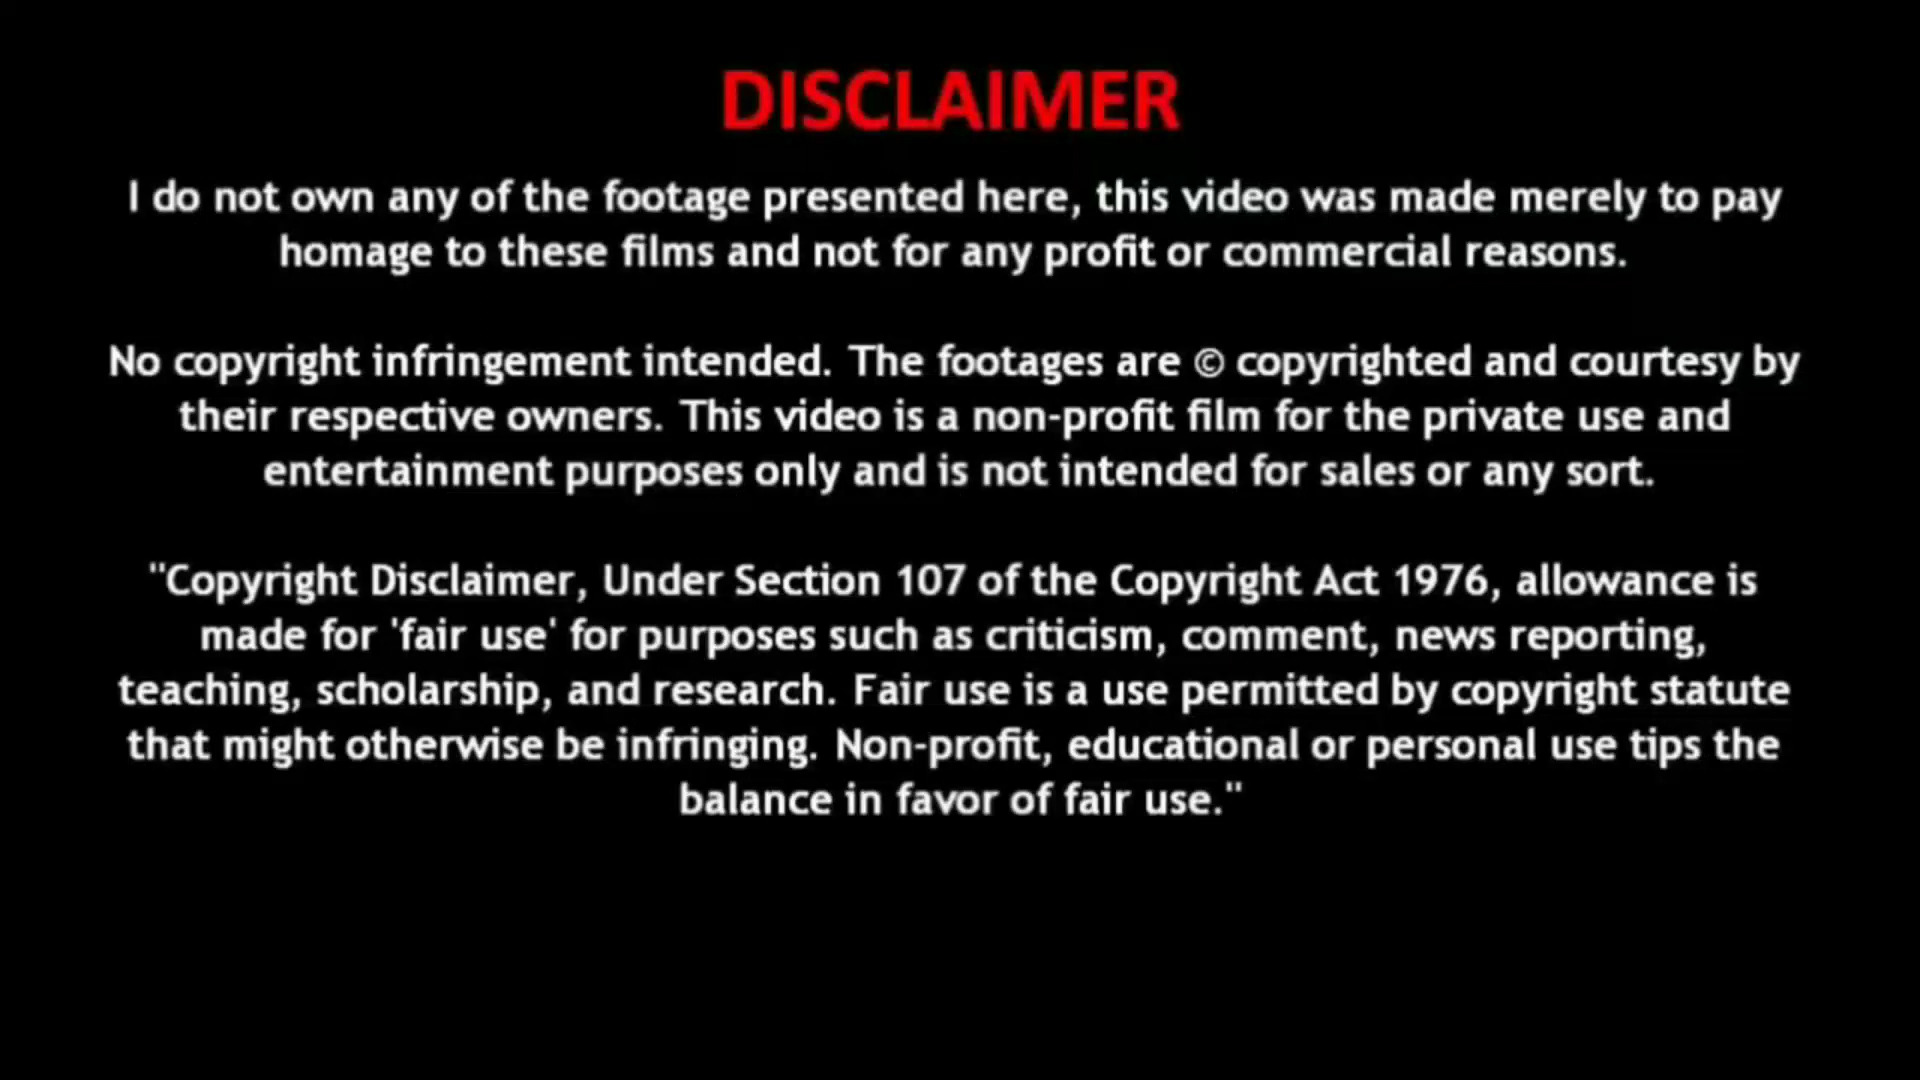 DISCLAIMER
I do not own any of the footage presented here, this video was made merely to pay
homage to these films and not for any profit or commercial reasons.
No copyright infringement intended. The footages are © copyrighted and courtesy by
their respective owners. This video is a non-profit film for the private use and
entertainment purposes only and is not intended for sales or any sort.
"Copyright Disclaimer, Under Section 107 of the Copyright Act 1976, allowance is
made for 'fair use' for purposes such as criticism, comment, news reporting,
teaching, scholarship, and research. Fair use is a use permitted by copyright statute
that might otherwise be infringing. Non-profit, educational or personal use tips the
balance in favor of fair use."